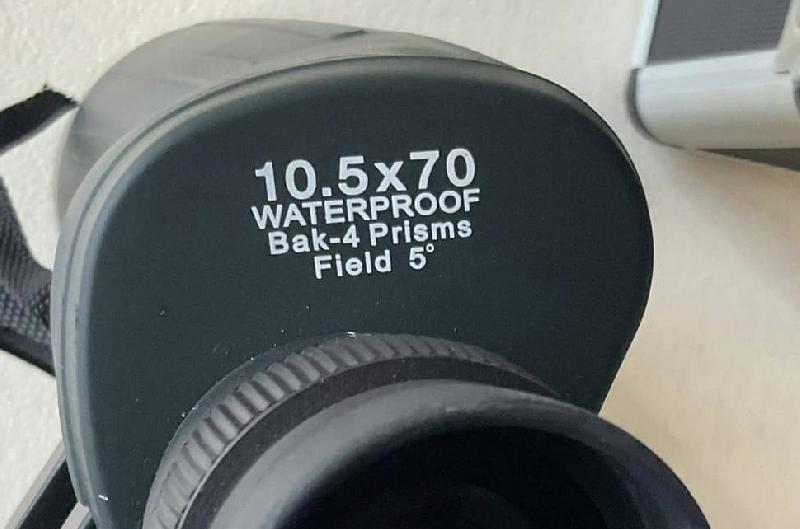 10.5x70
WATERPROOF
Bak-4 Prisms
Field 5°